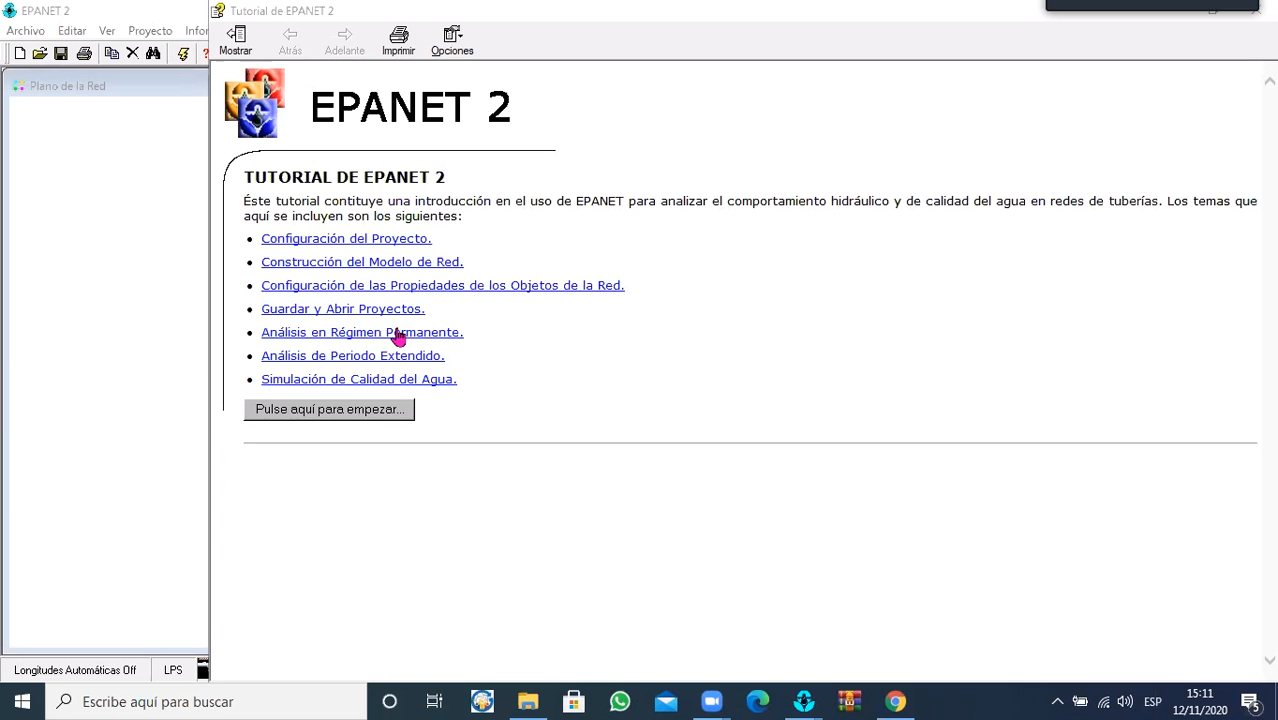 EPANET 2
Tutorial de EPANET 2
Archivo Editar Ver Proyecto
Mostrar Atrás Adelante Imprimir Opciones
Plano de la Red
EPANET 2
TUTORIAL DE EPANET 2
Éste tutorial contituye una introducción en el uso de EPANET para analizar el comportamiento hidráulico y de calidad del agua en redes de tuberías. Los temas que
aquí se incluyen son los siguientes:
• Configuración del Proyecto.
• Construcción del Modelo de Red.
• Configuración de las Propiedades de los Objetos de la Red.
• Guardar y Abrir Proyectos.
• Análisis en Régimen Permanente.
• Análisis de Periodo Extendido.
• Simulación de Calidad del Agua.
Pulse aquí para empezar...
Longitudes Automáticas Off LPS
Escribe aquí para buscar
ESP
15:11
12/11/2020
5